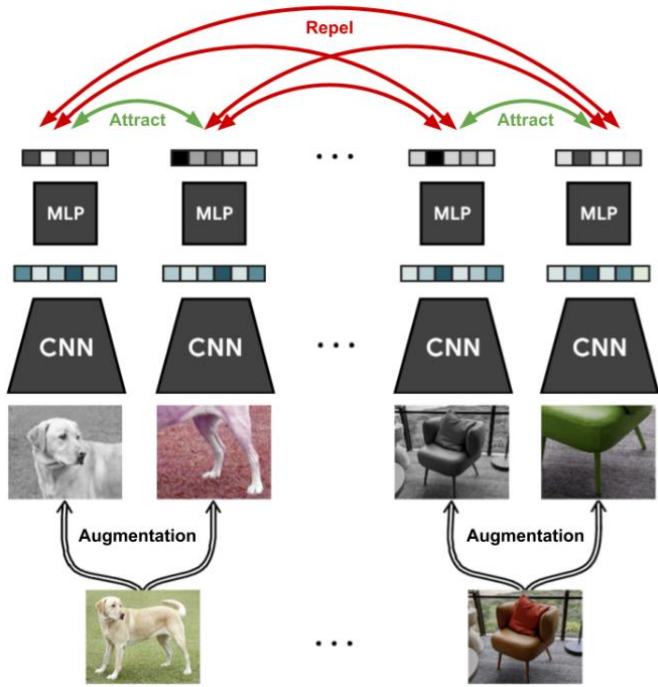 Repel
Attract
Attract
MLP
MLP
MLP
MLP
CNN
CNN
CNN
CNN
Augmentation
Augmentation